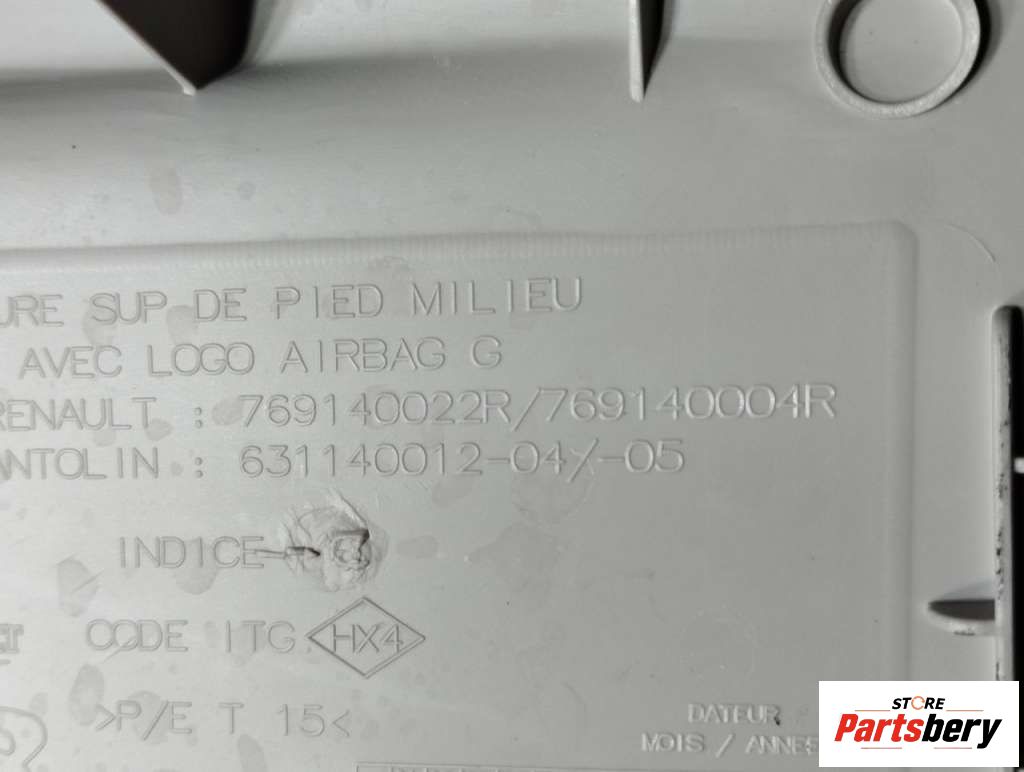 URE SUP DE PIED MILIEU
AVEC LOGO AIRBAG G
RENAULT : 769140022R/769140004R
ANTOLIN : 631140012-04/-05
INDICE
CODE ITG HX4
>P/E T 15<
DATEUR
MOIS / ANNEE
STORE
Partsbery